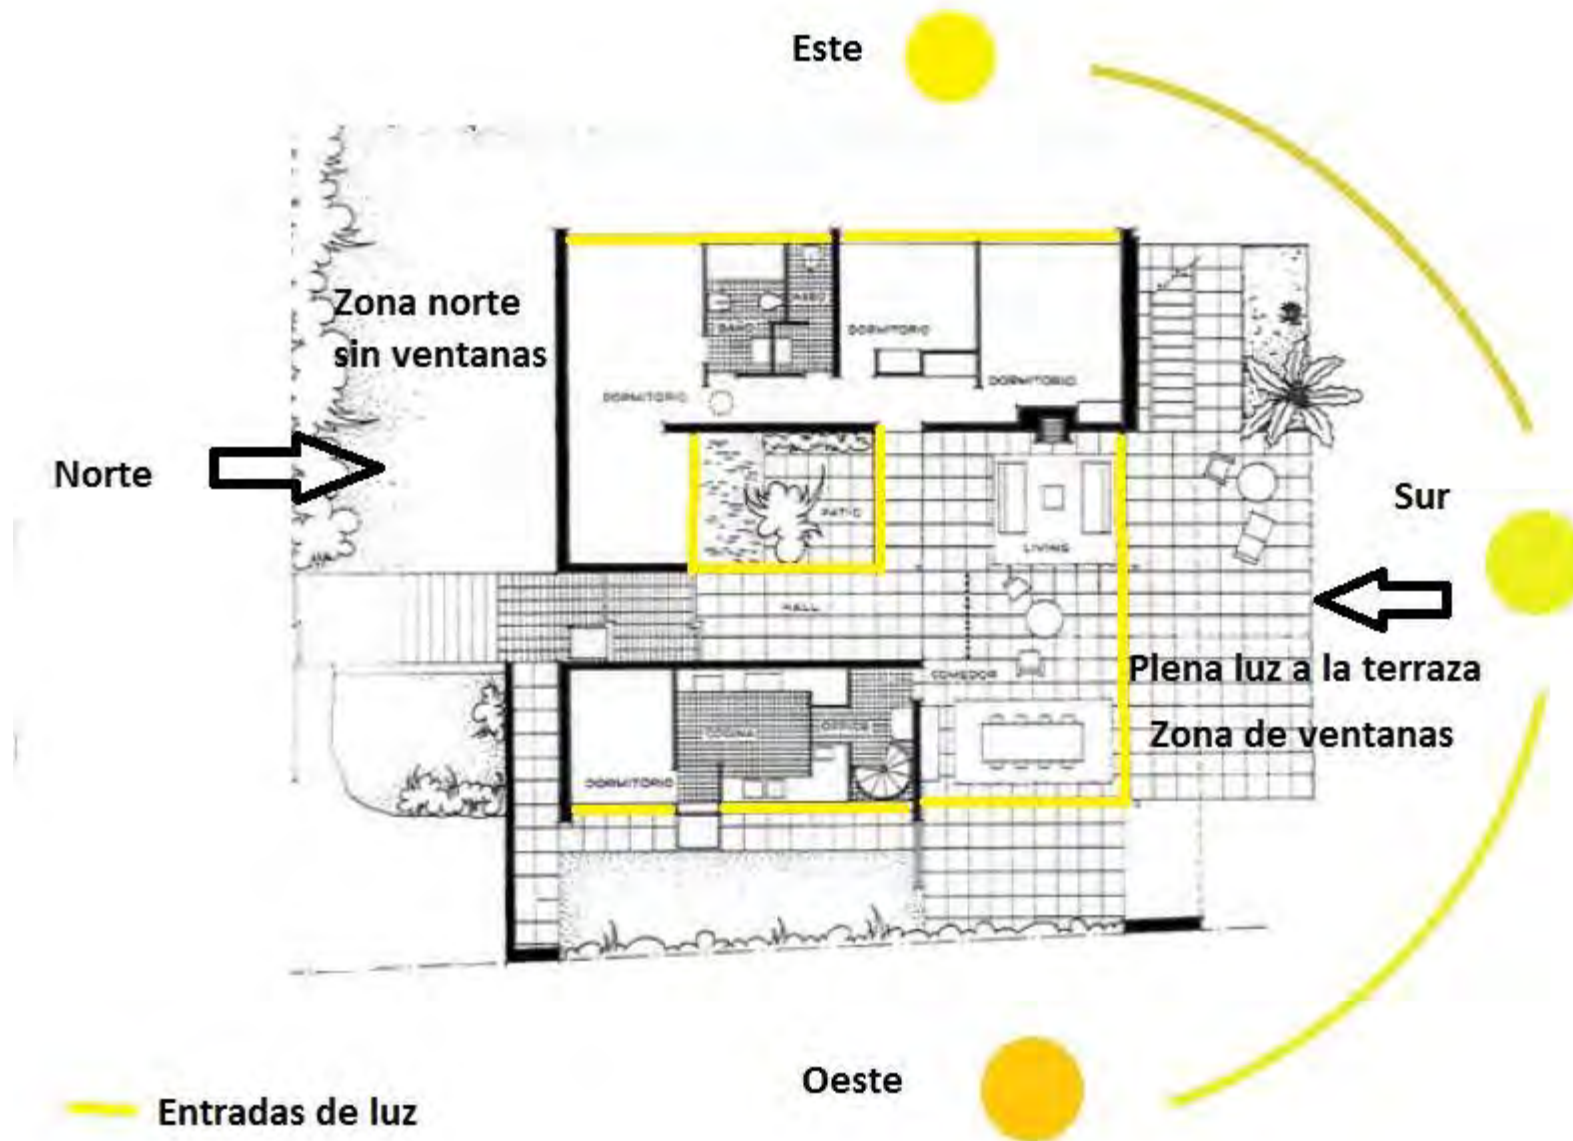 Este
Zona norte
sin ventanas
BAÑO
ASEO
DORMITORIO
DORMITORIO
DORMITORIO
Norte
Sur
PATIO
LIVING
HALL
COMEDOR
Plena luz a la terraza
Zona de ventanas
COCINA
OFFICE
DORMITORIO
Oeste
Entradas de luz